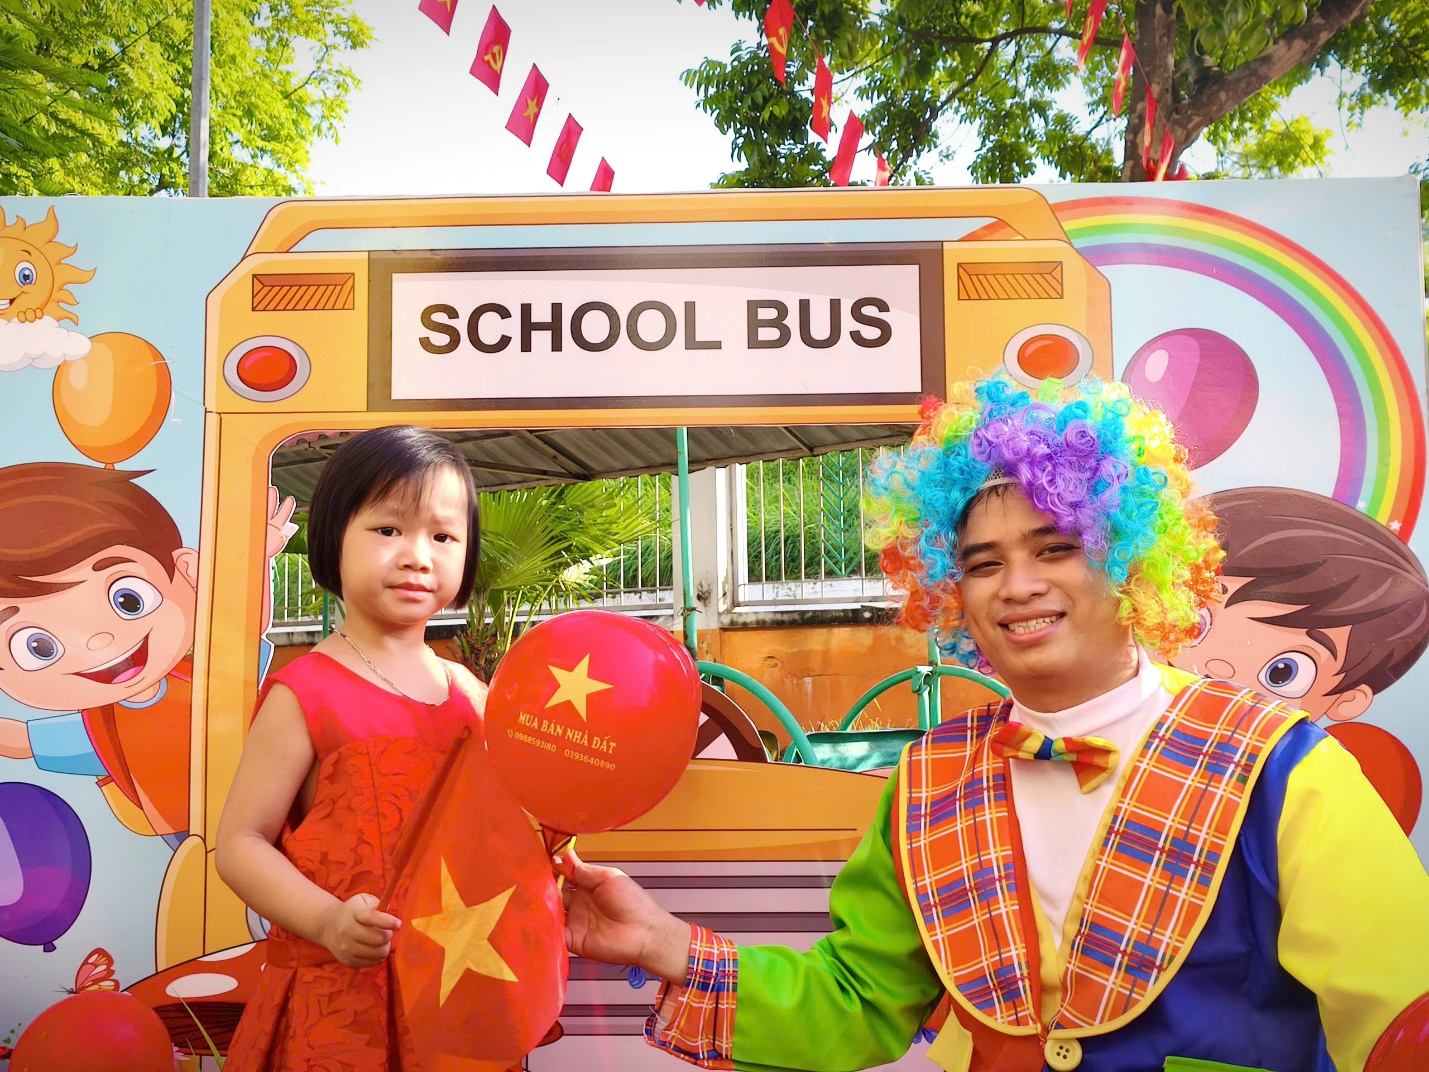 SCHOOL BUS
MUA BÁN NHÀ ĐẤT
0988593180 0393640890